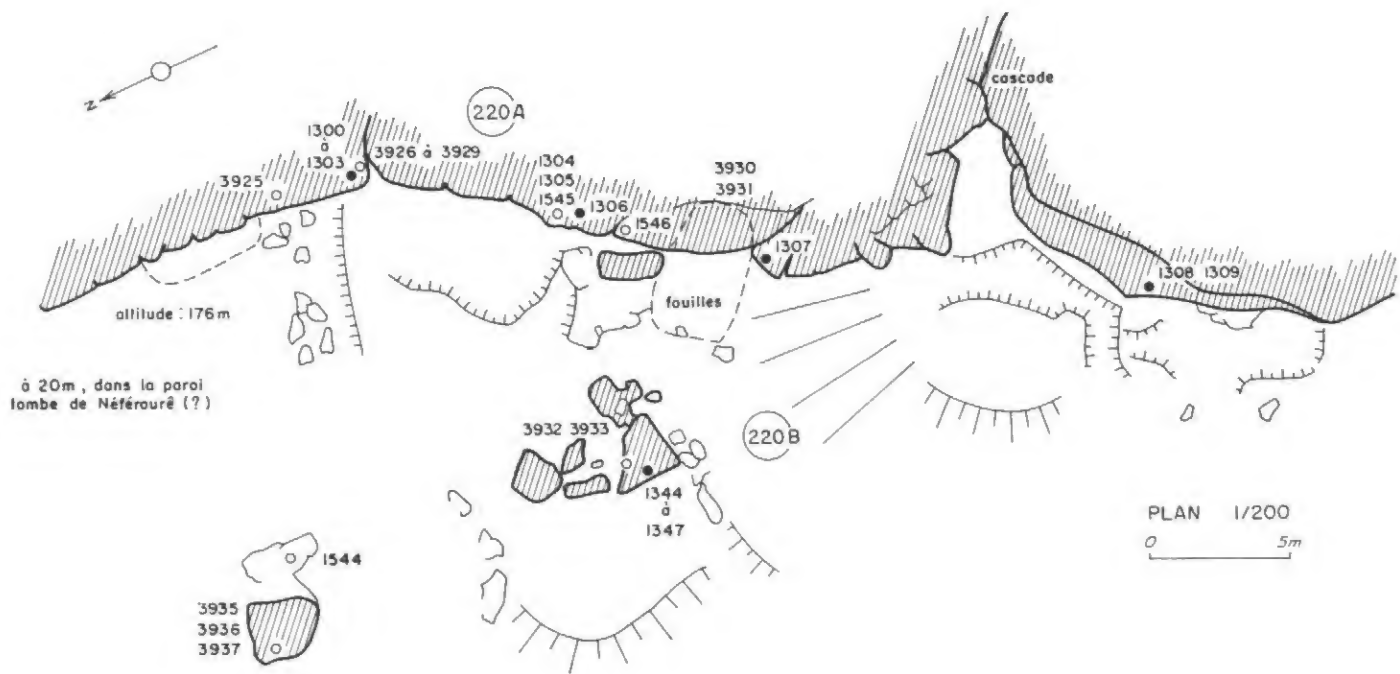 cascade
220A
N
1300
à
1303
3926 à 3929
1304
1305
1545
1306
3930
3931
3925
1546
1307
1308 1309
altitude : 176 m
fouilles
à 20m, dans la paroi
tombe de Néférourê (?)
3932 3933
220B
1344
à
1347
PLAN 1/200
0 5m
1544
3935
3936
3937